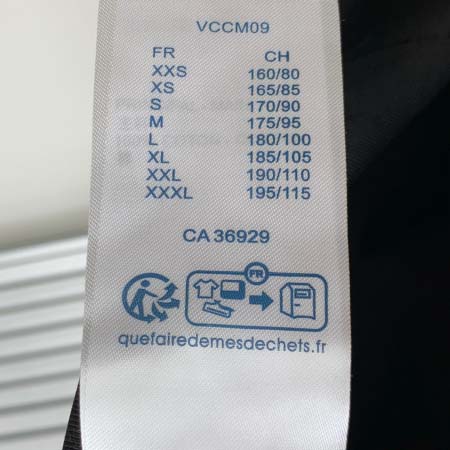 VCCM09
FR CH
XXS 160/80
XS 165/85
S 170/90
M 175/95
L 180/100
XL 185/105
XXL 190/110
XXXL 195/115
CA 36929
FR
quefairedemesdechets.fr